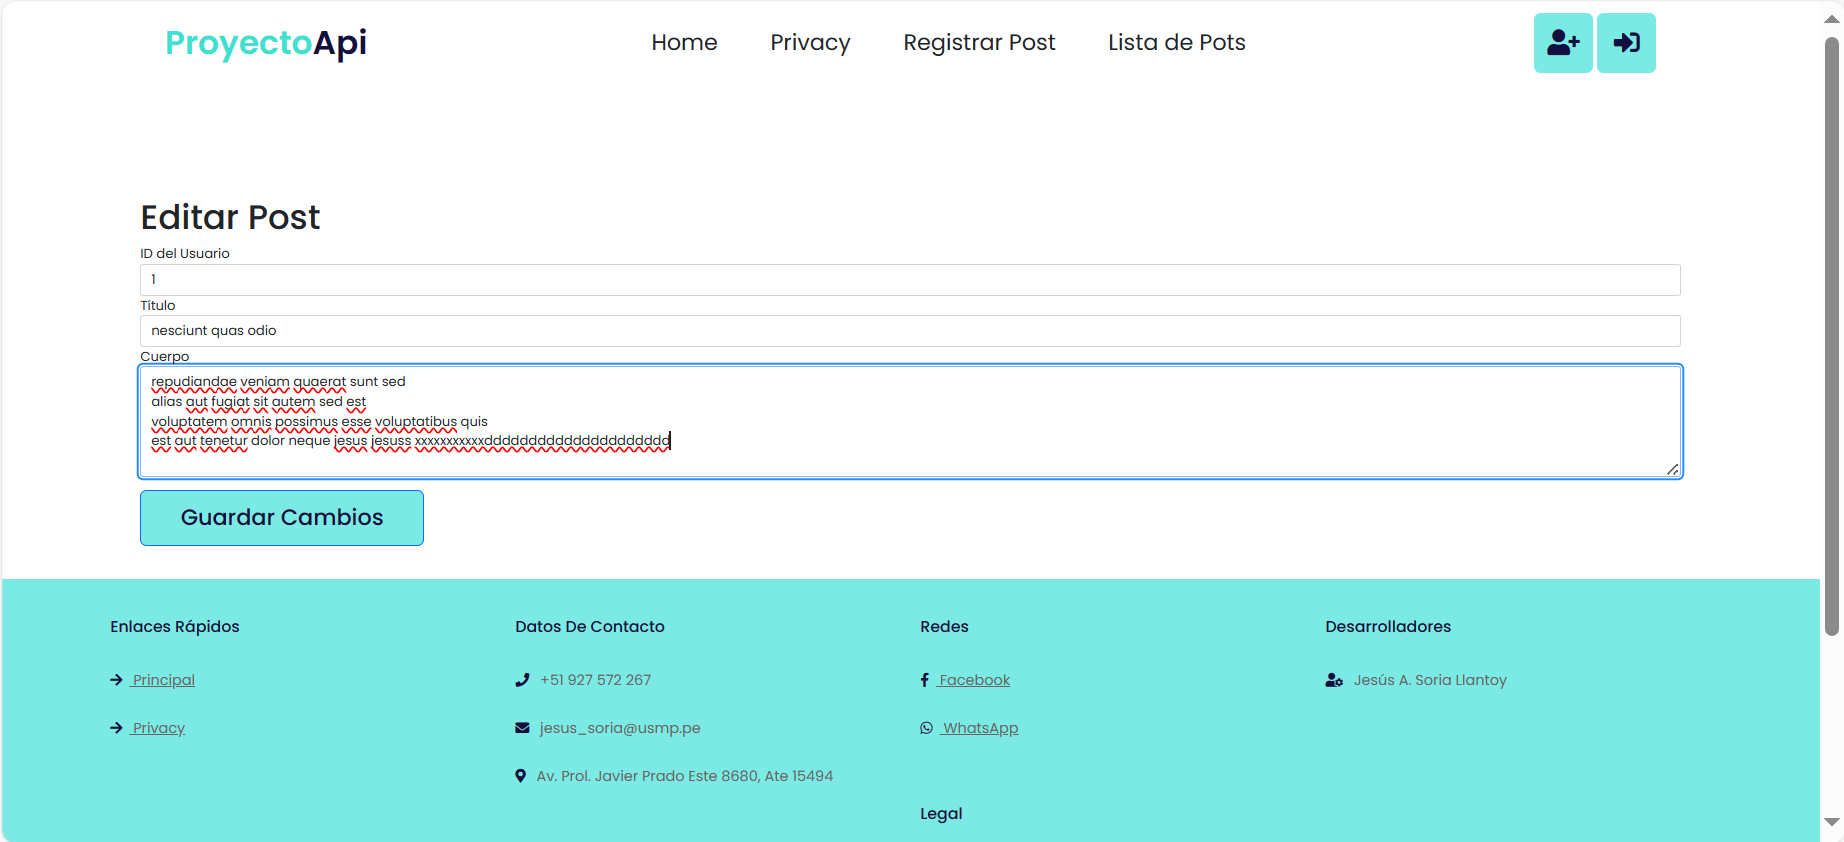 ProyectoApi
Home Privacy Registrar Post Lista de Pots
Editar Post
ID del Usuario
1
Título
nesciunt quas odio
Cuerpo
repudiandae veniam quaerat sunt sed
alias aut fugiat sit autem sed est
voluptatem omnis possimus esse voluptatibus quis
est aut tenetur dolor neque jesus jesuss xxxxxxxxxxxddddddddddddddddddddd
Guardar Cambios
Enlaces Rápidos
Principal
Privacy
Datos De Contacto
+51 927 572 267
jesus_soria@usmp.pe
Av. Prol. Javier Prado Este 8680, Ate 15494
Redes
Facebook
WhatsApp
Legal
Desarrolladores
Jesús A. Soria Llantoy